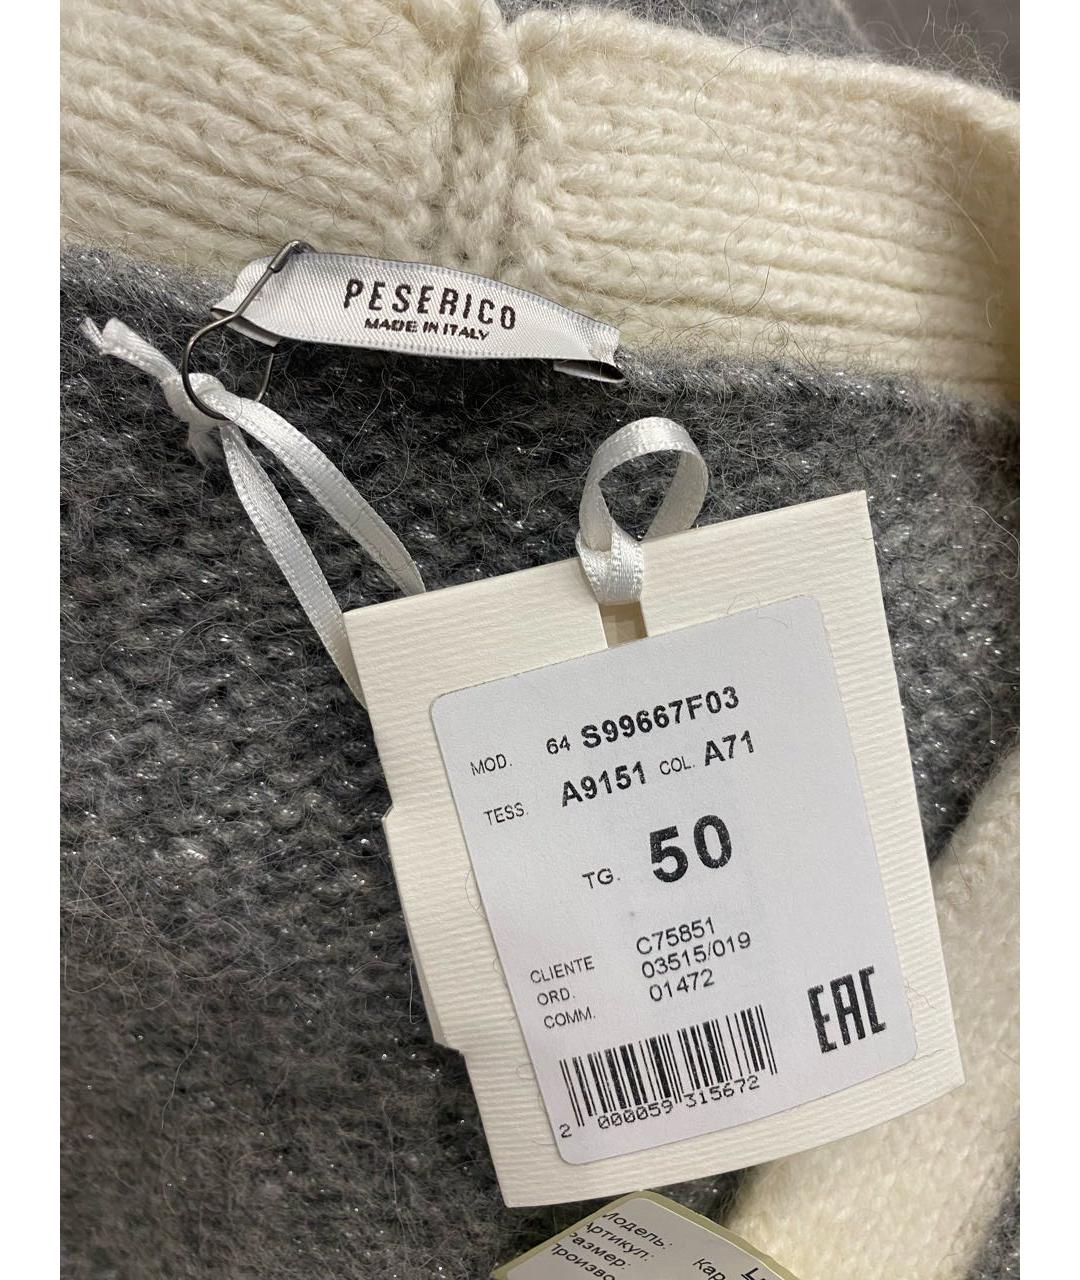 PESERICO
MADE IN ITALY
MOD. 64 S99667F03
TESS. A9151 COL. A71
TG. 50
CLIENTE C75851
ORD. 03515/019
COMM. 01472
EAC
2 000059 315672
Модель:
Артикул:
Размер: